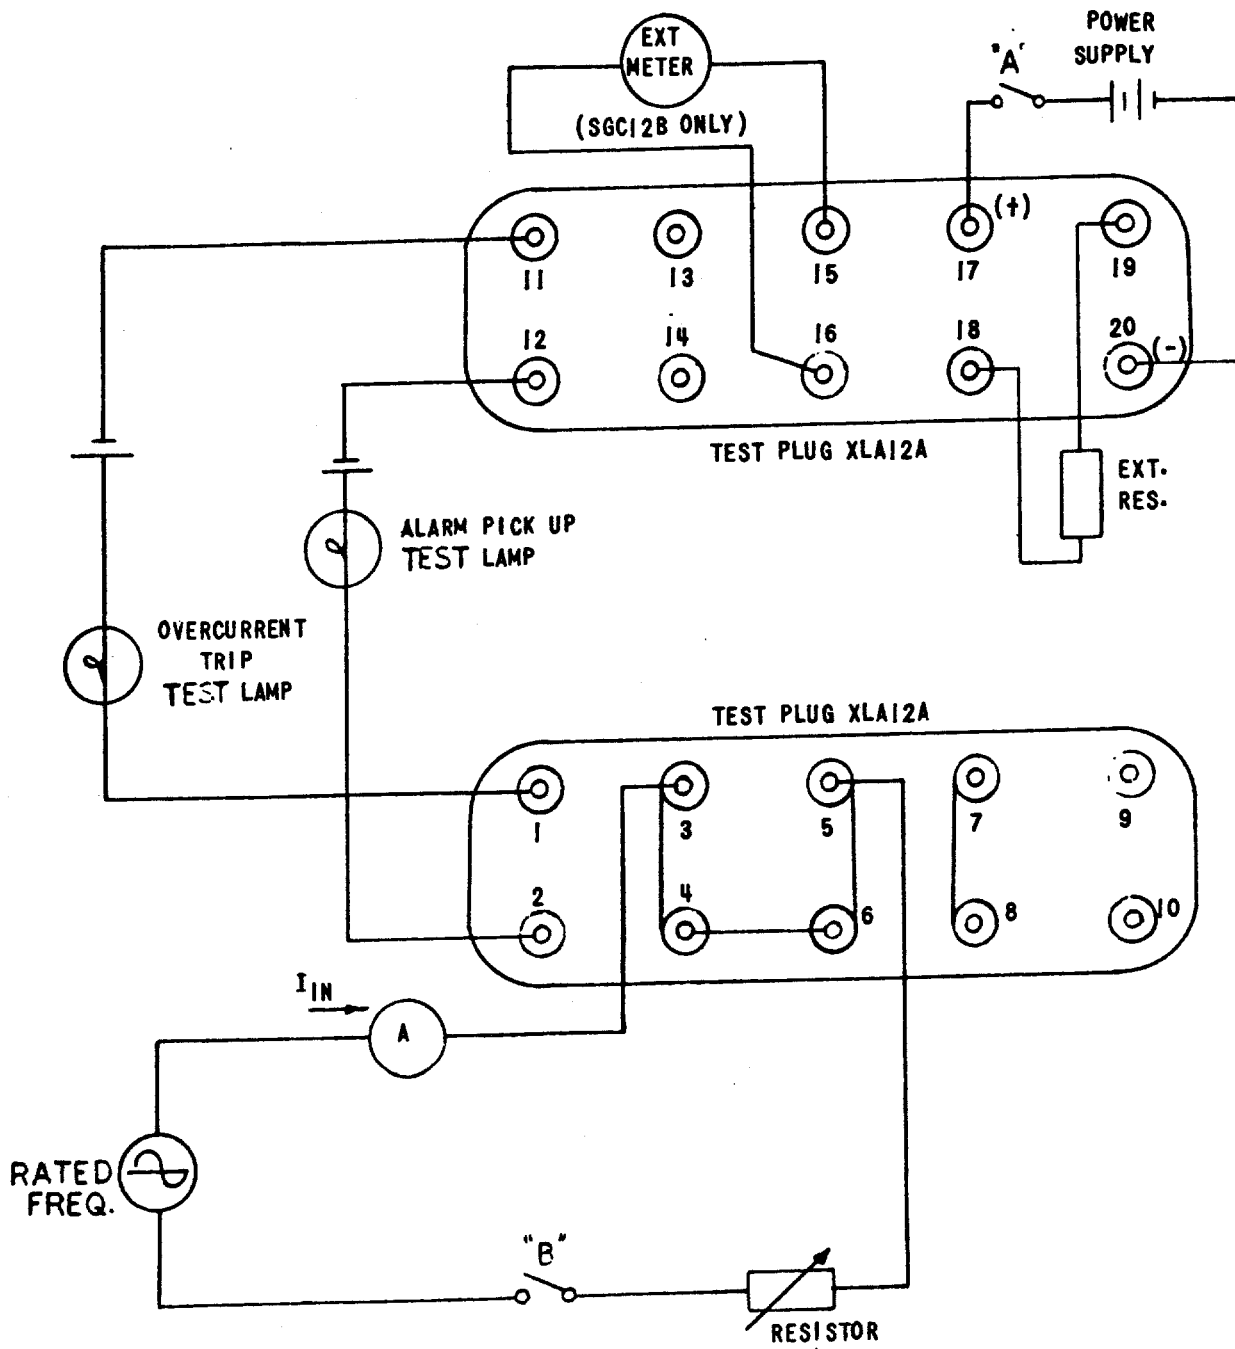 EXT
METER
(SGC12B ONLY)
"A"
POWER
SUPPLY
(+)
11
13
15
17
19
12
14
16
18
20
(-)
TEST PLUG XLA12A
EXT.
RES.
ALARM PICK UP
TEST LAMP
OVERCURRENT
TRIP
TEST LAMP
TEST PLUG XLA12A
1
3
5
7
9
2
4
6
8
10
I IN
A
RATED
FREQ.
"B"
RESISTOR